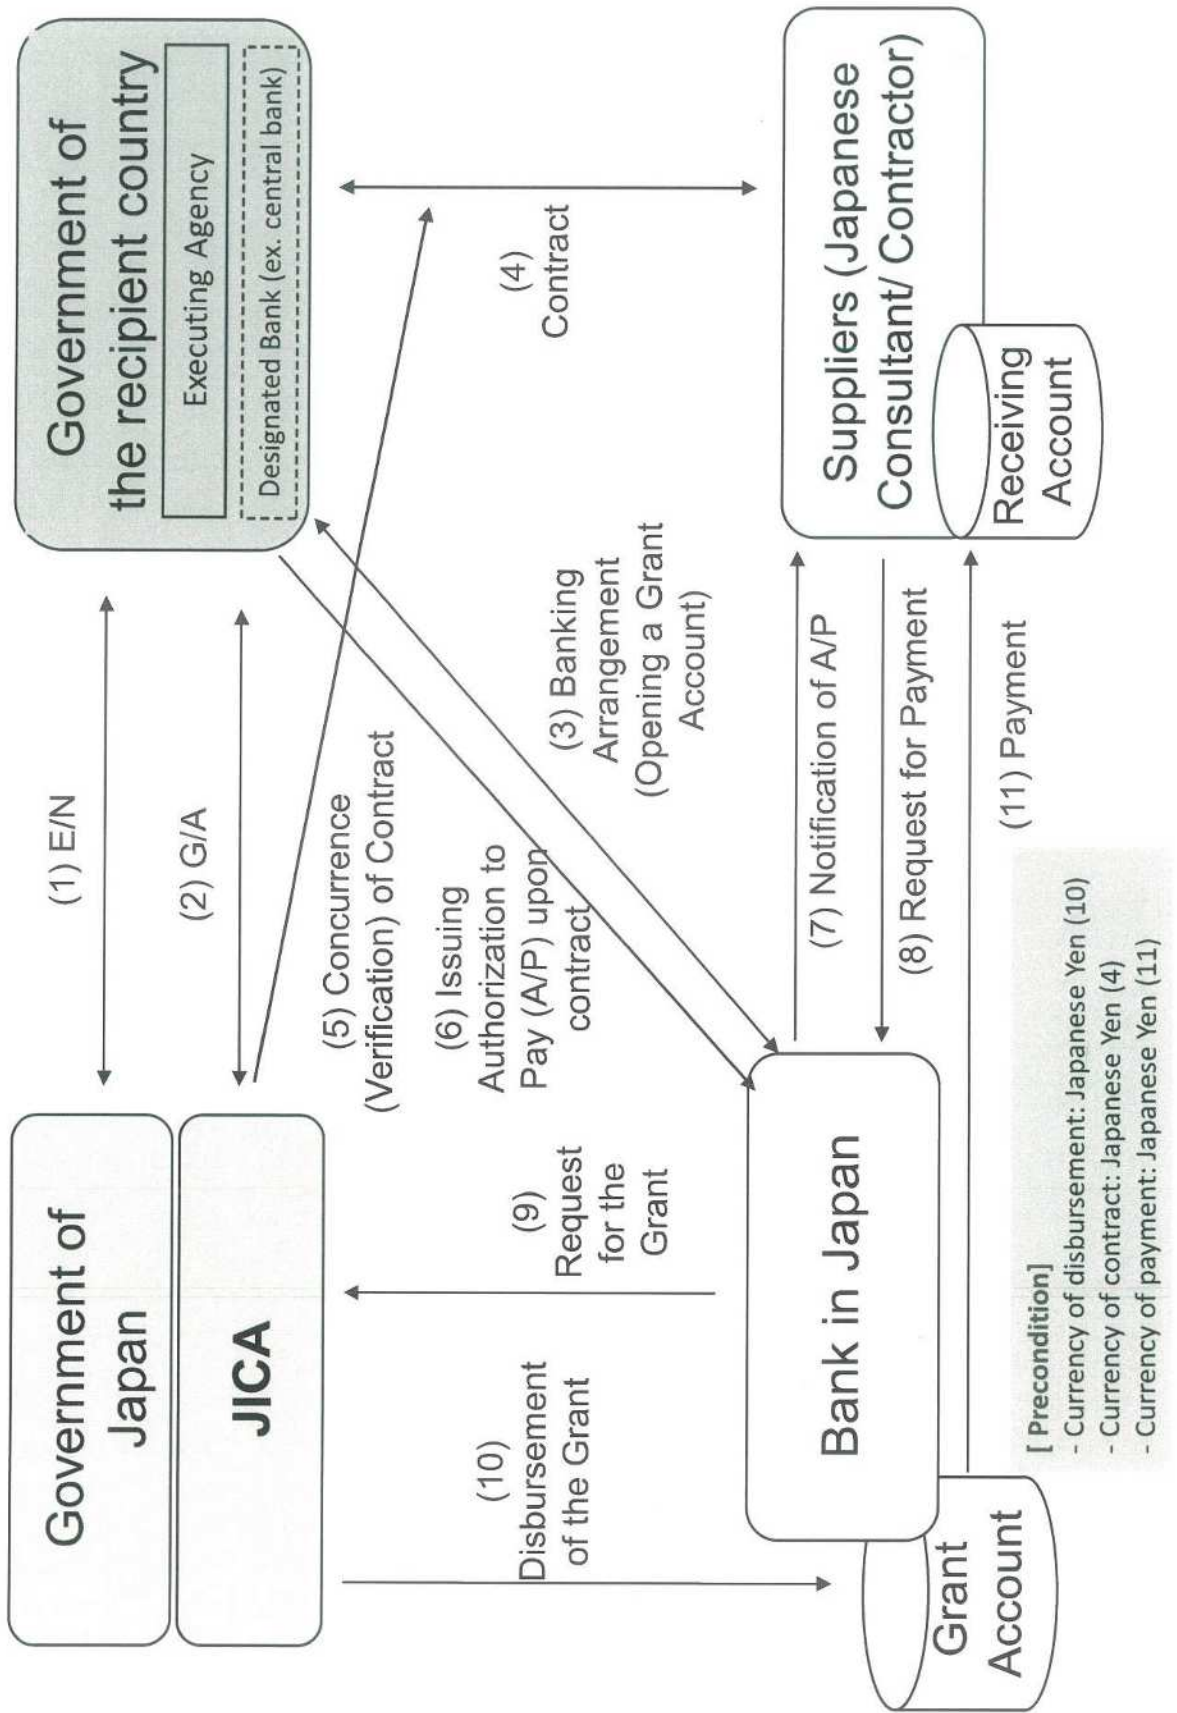 Government of
Japan
JICA
(1) E/N
(2) G/A
Government of
the recipient country
Executing Agency
Designated Bank (ex. central bank)
(5) Concurrence
(Verification) of Contract
(6) Issuing
Authorization to
Pay (A/P) upon
contract
(3) Banking
Arrangement
(Opening a Grant
Account)
(4)
Contract
(9)
Request
for the
Grant
(10)
Disbursement
of the Grant
Bank in Japan
Grant
Account
(7) Notification of A/P
(8) Request for Payment
(11) Payment
Suppliers (Japanese
Consultant/ Contractor)
Receiving
Account
[ Precondition]
- Currency of disbursement: Japanese Yen (10)
- Currency of contract: Japanese Yen (4)
- Currency of payment: Japanese Yen (11)